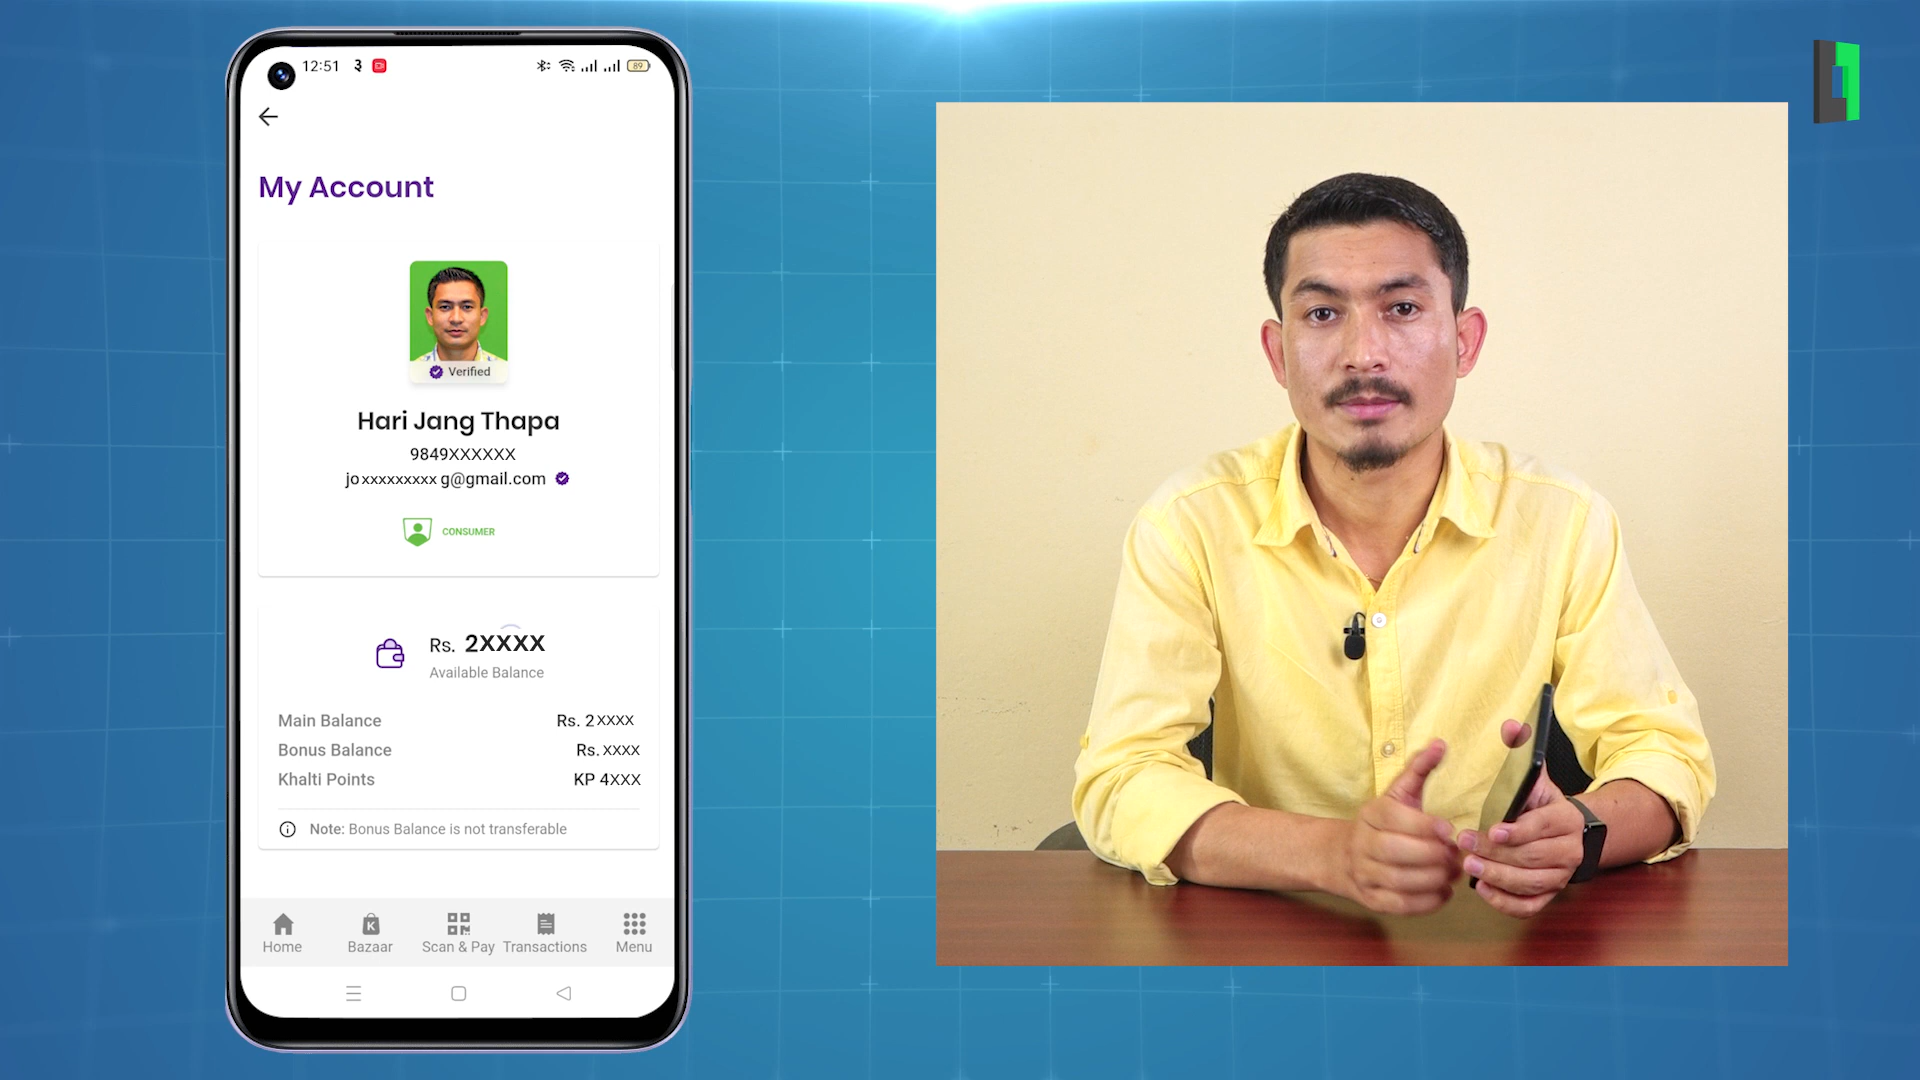 12:51
89
My Account
Verified
Hari Jang Thapa
9849XXXXXX
joxxxxxxxxx g@gmail.com
CONSUMER
Rs. 2XXXX
Available Balance
Main Balance Rs. 2XXXX
Bonus Balance Rs. XXXX
Khalti Points KP 4XXX
Note: Bonus Balance is not transferable
Home Bazaar Scan & Pay Transactions Menu